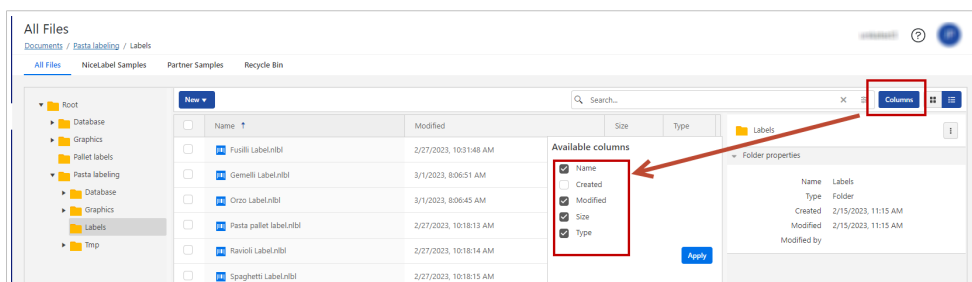 All Files
Documents / Pasta labeling / Labels
All Files NiceLabel Samples Partner Samples Recycle Bin
Root
Database
Graphics
Pallet labels
Pasta labeling
Database
Graphics
Labels
Tmp
New
Search...
Columns
Name Modified Size Type
Fusilli Label.nlbl 2/27/2023, 10:31:48 AM
Gemelli Label.nlbl 3/1/2023, 8:06:51 AM
Orzo Label.nlbl 3/1/2023, 8:06:45 AM
Pasta pallet label.nlbl 2/27/2023, 10:18:13 AM
Ravioli Label.nlbl 2/27/2023, 10:18:14 AM
Spaghetti Label.nlbl 2/27/2023, 10:18:15 AM
Available columns
Name
Created
Modified
Size
Type
Apply
Labels
Folder properties
Name Labels
Type Folder
Created 2/15/2023, 11:15 AM
Modified 2/15/2023, 11:15 AM
Modified by